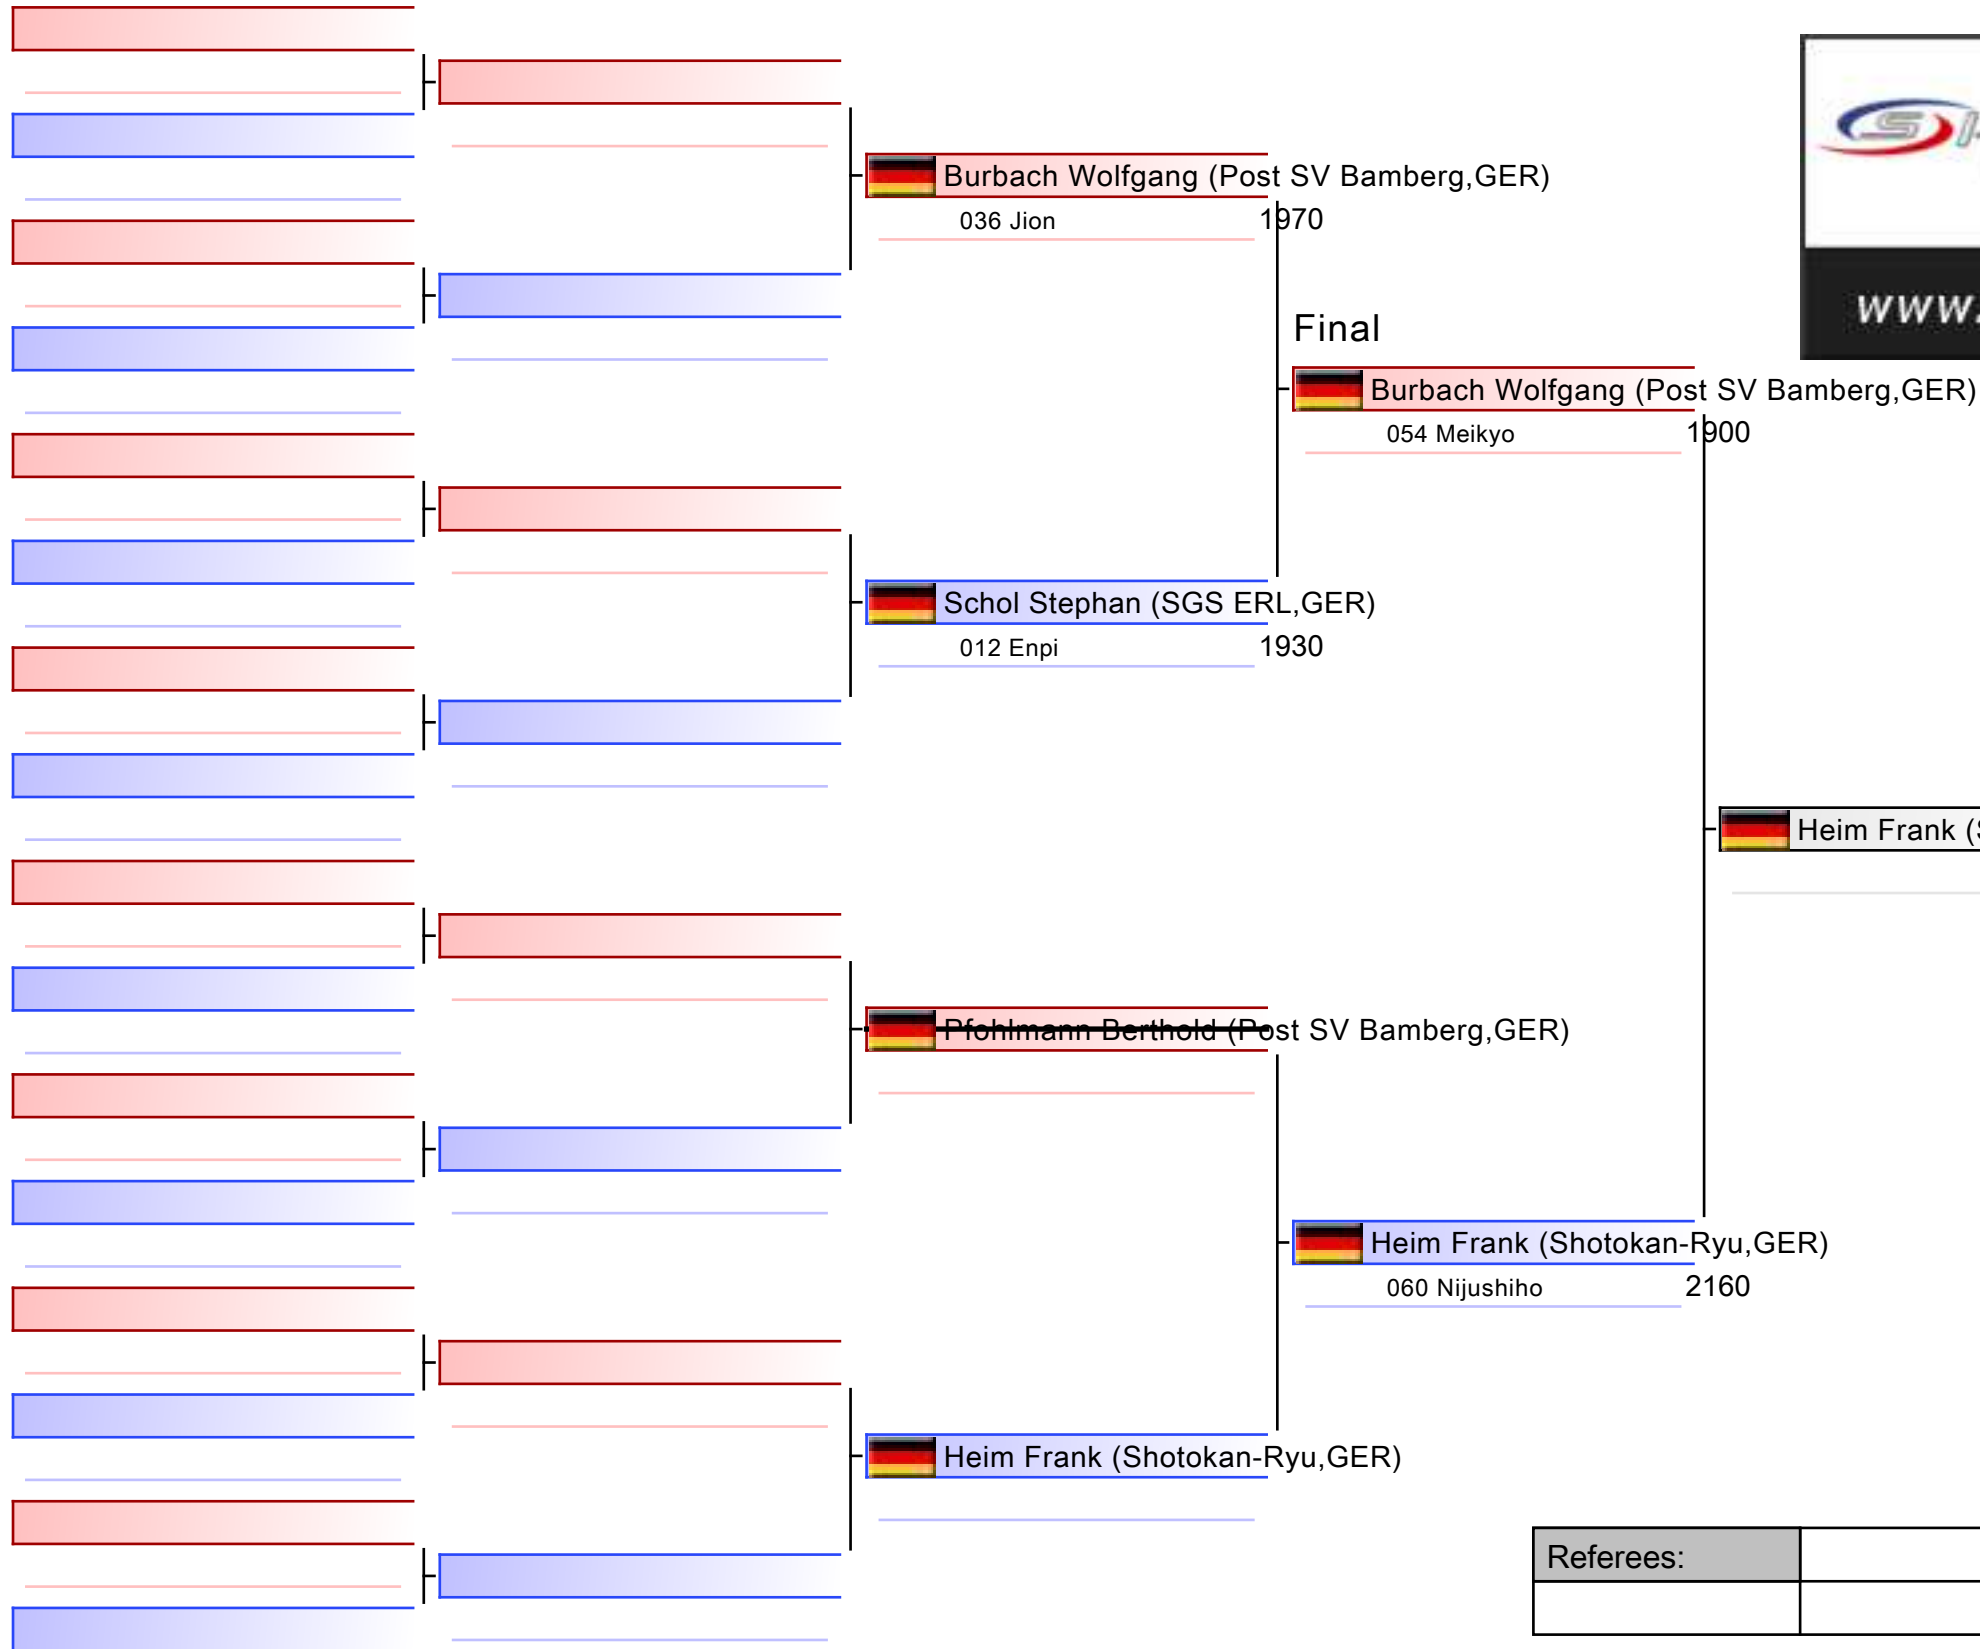 Burbach Wolfgang (Post SV Bamberg,GER)
036 Jion 1970
Final
www.
Burbach Wolfgang (Post SV Bamberg,GER)
054 Meikyo 1900
Schol Stephan (SGS ERL,GER)
012 Enpi 1930
Heim Frank (
Pfohlmann Berthold (Post SV Bamberg,GER)
Heim Frank (Shotokan-Ryu,GER)
060 Nijushiho 2160
Heim Frank (Shotokan-Ryu,GER)
Referees: